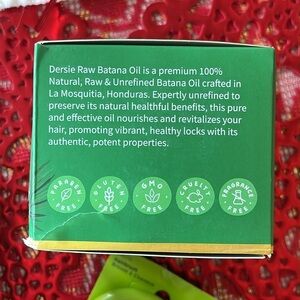 Dersie Raw Batana Oil is a premium 100%
Natural, Raw & Unrefined Batana Oil crafted in
La Mosquitia, Honduras. Expertly unrefined to
preserve its natural healthful benefits, this pure
and effective oil nourishes and revitalizes your
hair, promoting vibrant, healthy locks with its
authentic, potent properties.
PARABEN FREE
GLUTEN FREE
GMO FREE
CRUELTY FREE
FRAGRANCE FREE